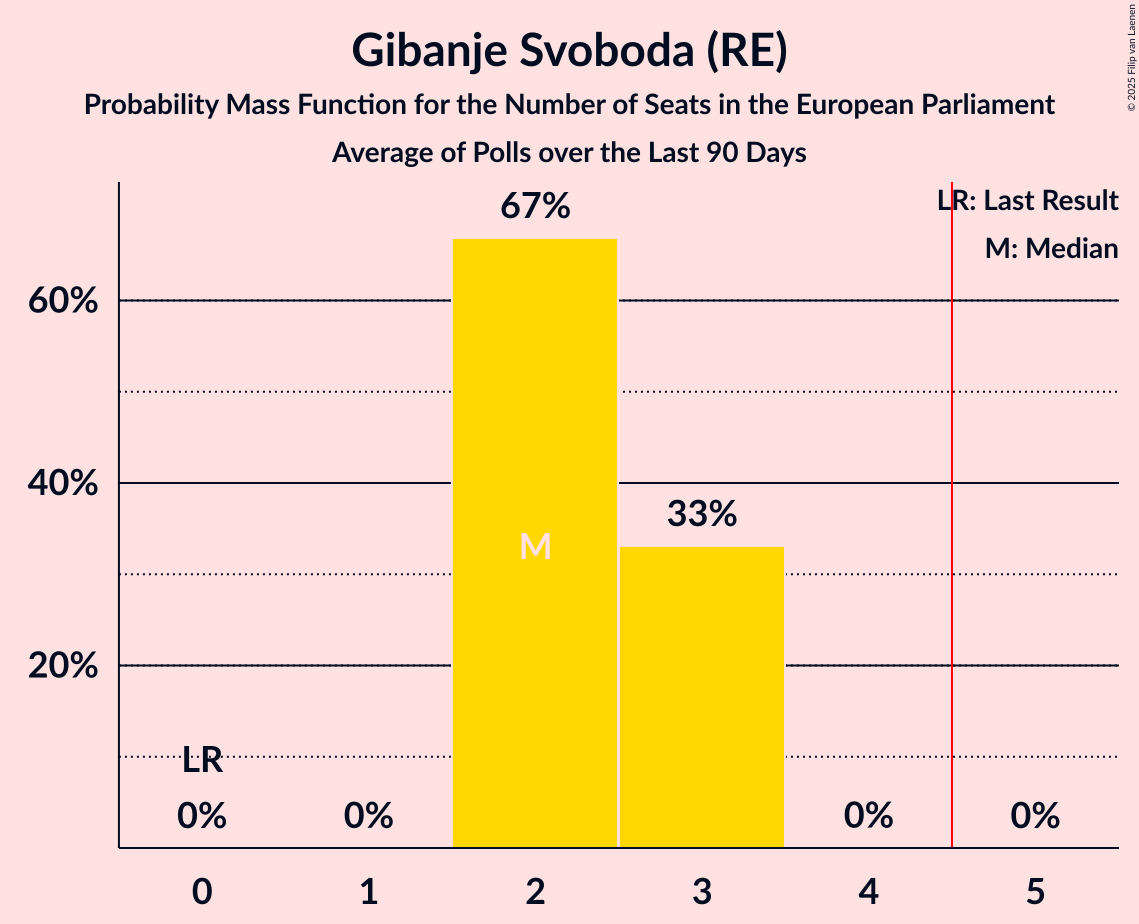 Gibanje Svoboda (RE)
Probability Mass Function for the Number of Seats in the European Parliament
Average of Polls over the Last 90 Days
© 2025 Filip van Laenen
LR: Last Result
M: Median
67%
60%
40%
33%
M
20%
LR
0%
0%
0%
0%
0
1
2
3
4
5